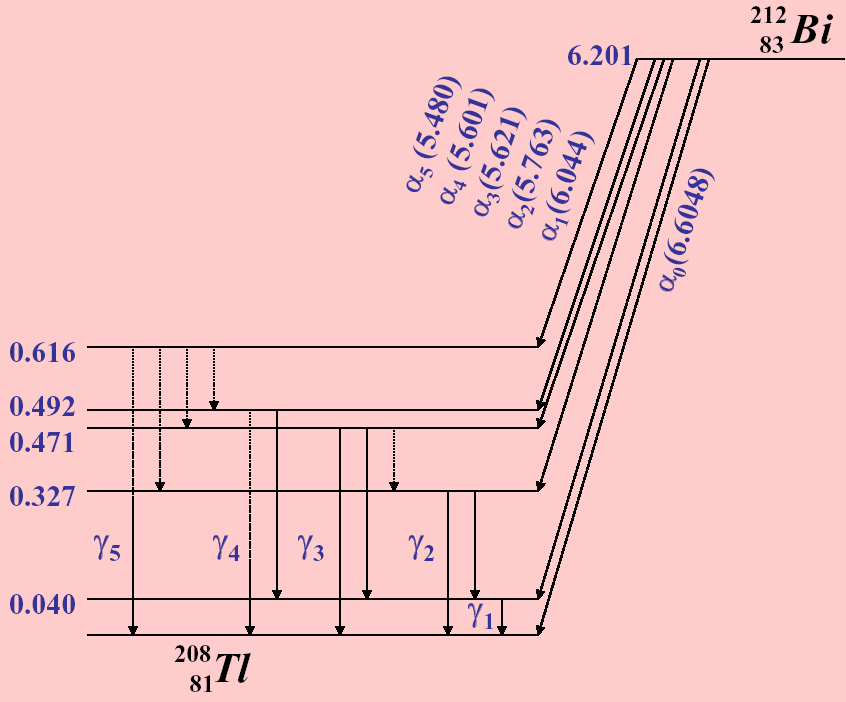 212
83 Bi
6.201
α5 (5.480)
α4 (5.601)
α3(5.621)
α2(5.763)
α1(6.044)
α0(6.6048)
0.616
0.492
0.471
0.327
γ5
γ4
γ3
γ2
0.040
γ1
208
81 Tl